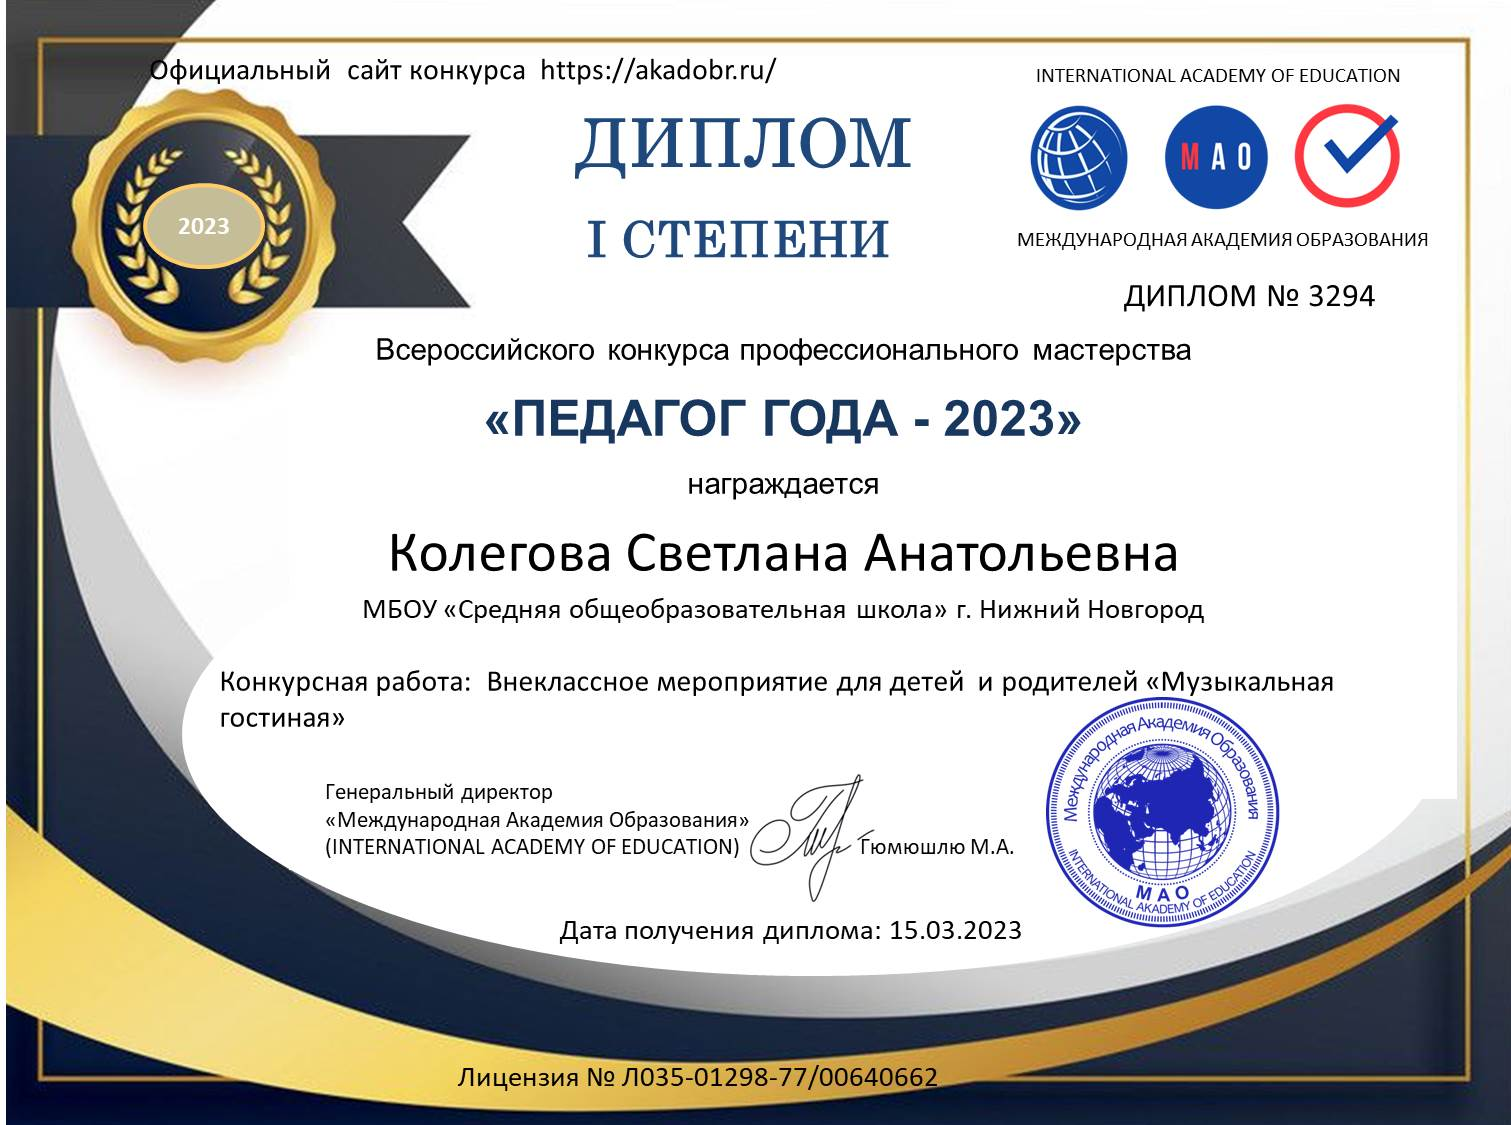 Официальный сайт конкурса https://akadobr.ru/
INTERNATIONAL ACADEMY OF EDUCATION
МАО
МЕЖДУНАРОДНАЯ АКАДЕМИЯ ОБРАЗОВАНИЯ
2023
ДИПЛОМ
I СТЕПЕНИ
ДИПЛОМ № 3294
Всероссийского конкурса профессионального мастерства
«ПЕДАГОГ ГОДА - 2023»
награждается
Колегова Светлана Анатольевна
МБОУ «Средняя общеобразовательная школа» г. Нижний Новгород
Конкурсная работа: Внеклассное мероприятие для детей и родителей «Музыкальная
гостиная»
Генеральный директор
«Международная Академия Образования»
(INTERNATIONAL ACADEMY OF EDUCATION)
Гюмюшлю М.А.
Международная Академия Образования
МАО
INTERNATIONAL AKADEMY OF EDUCATION
Дата получения диплома: 15.03.2023
Лицензия № Л035-01298-77/00640662